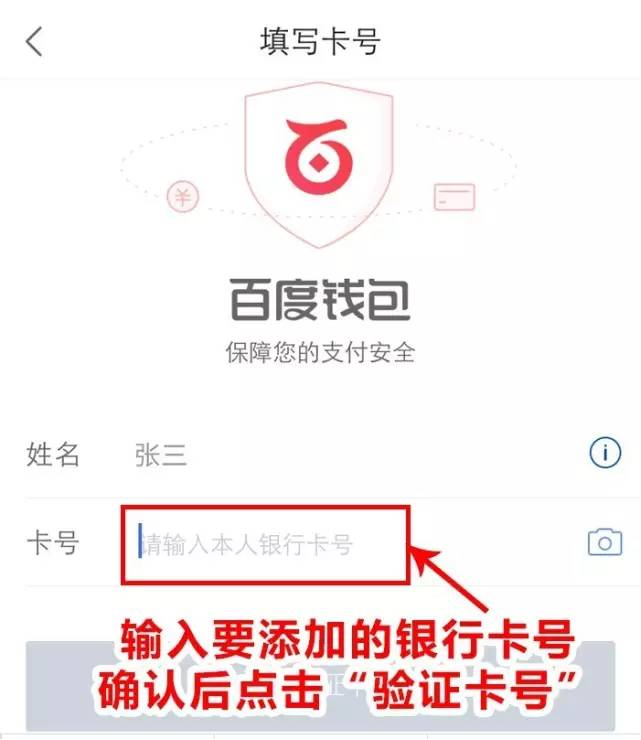 填写卡号
百度钱包
保障您的支付安全
姓名 张三
卡号 请输入本人银行卡号
输入要添加的银行卡号
确认后点击“验证卡号”